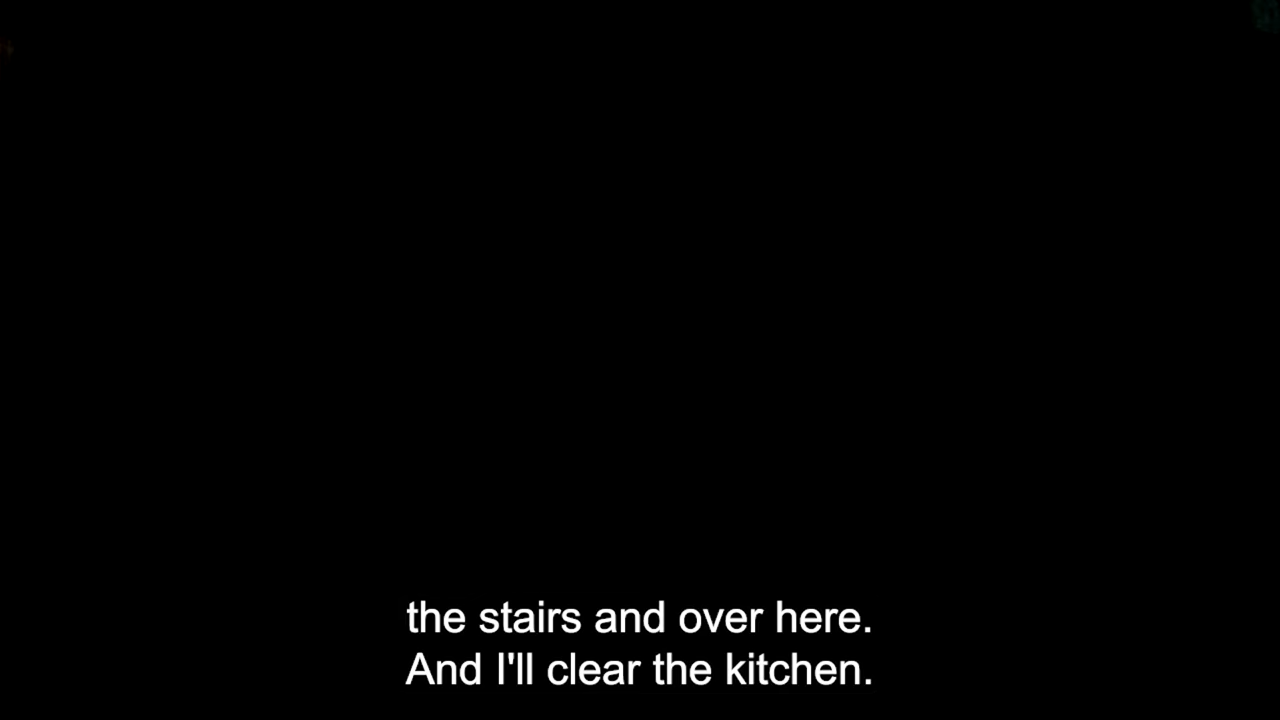 the stairs and over here.
And I'll clear the kitchen.